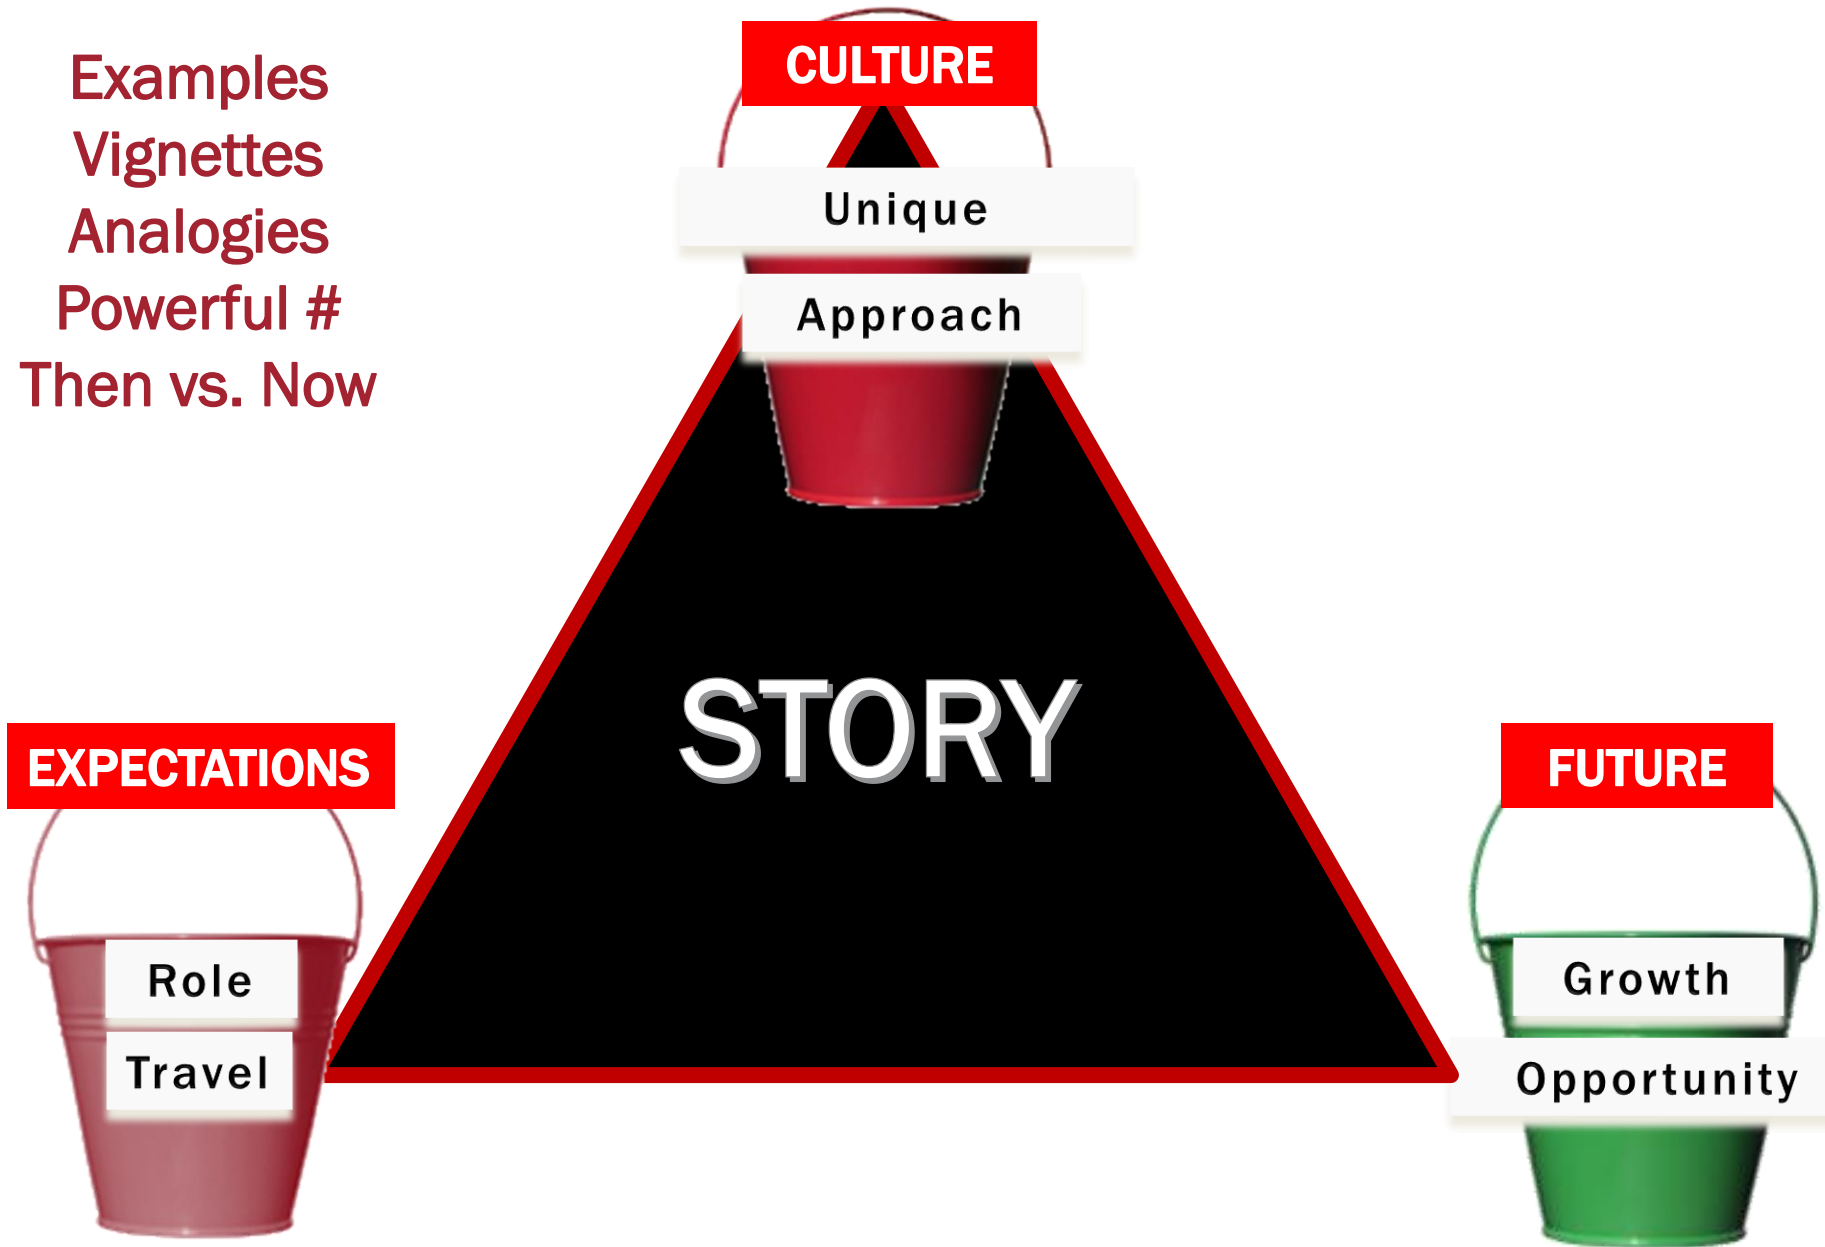 Examples
Vignettes
Analogies
Powerful #
Then vs. Now
CULTURE
Unique
Approach
STORY
EXPECTATIONS
Role
Travel
FUTURE
Growth
Opportunity